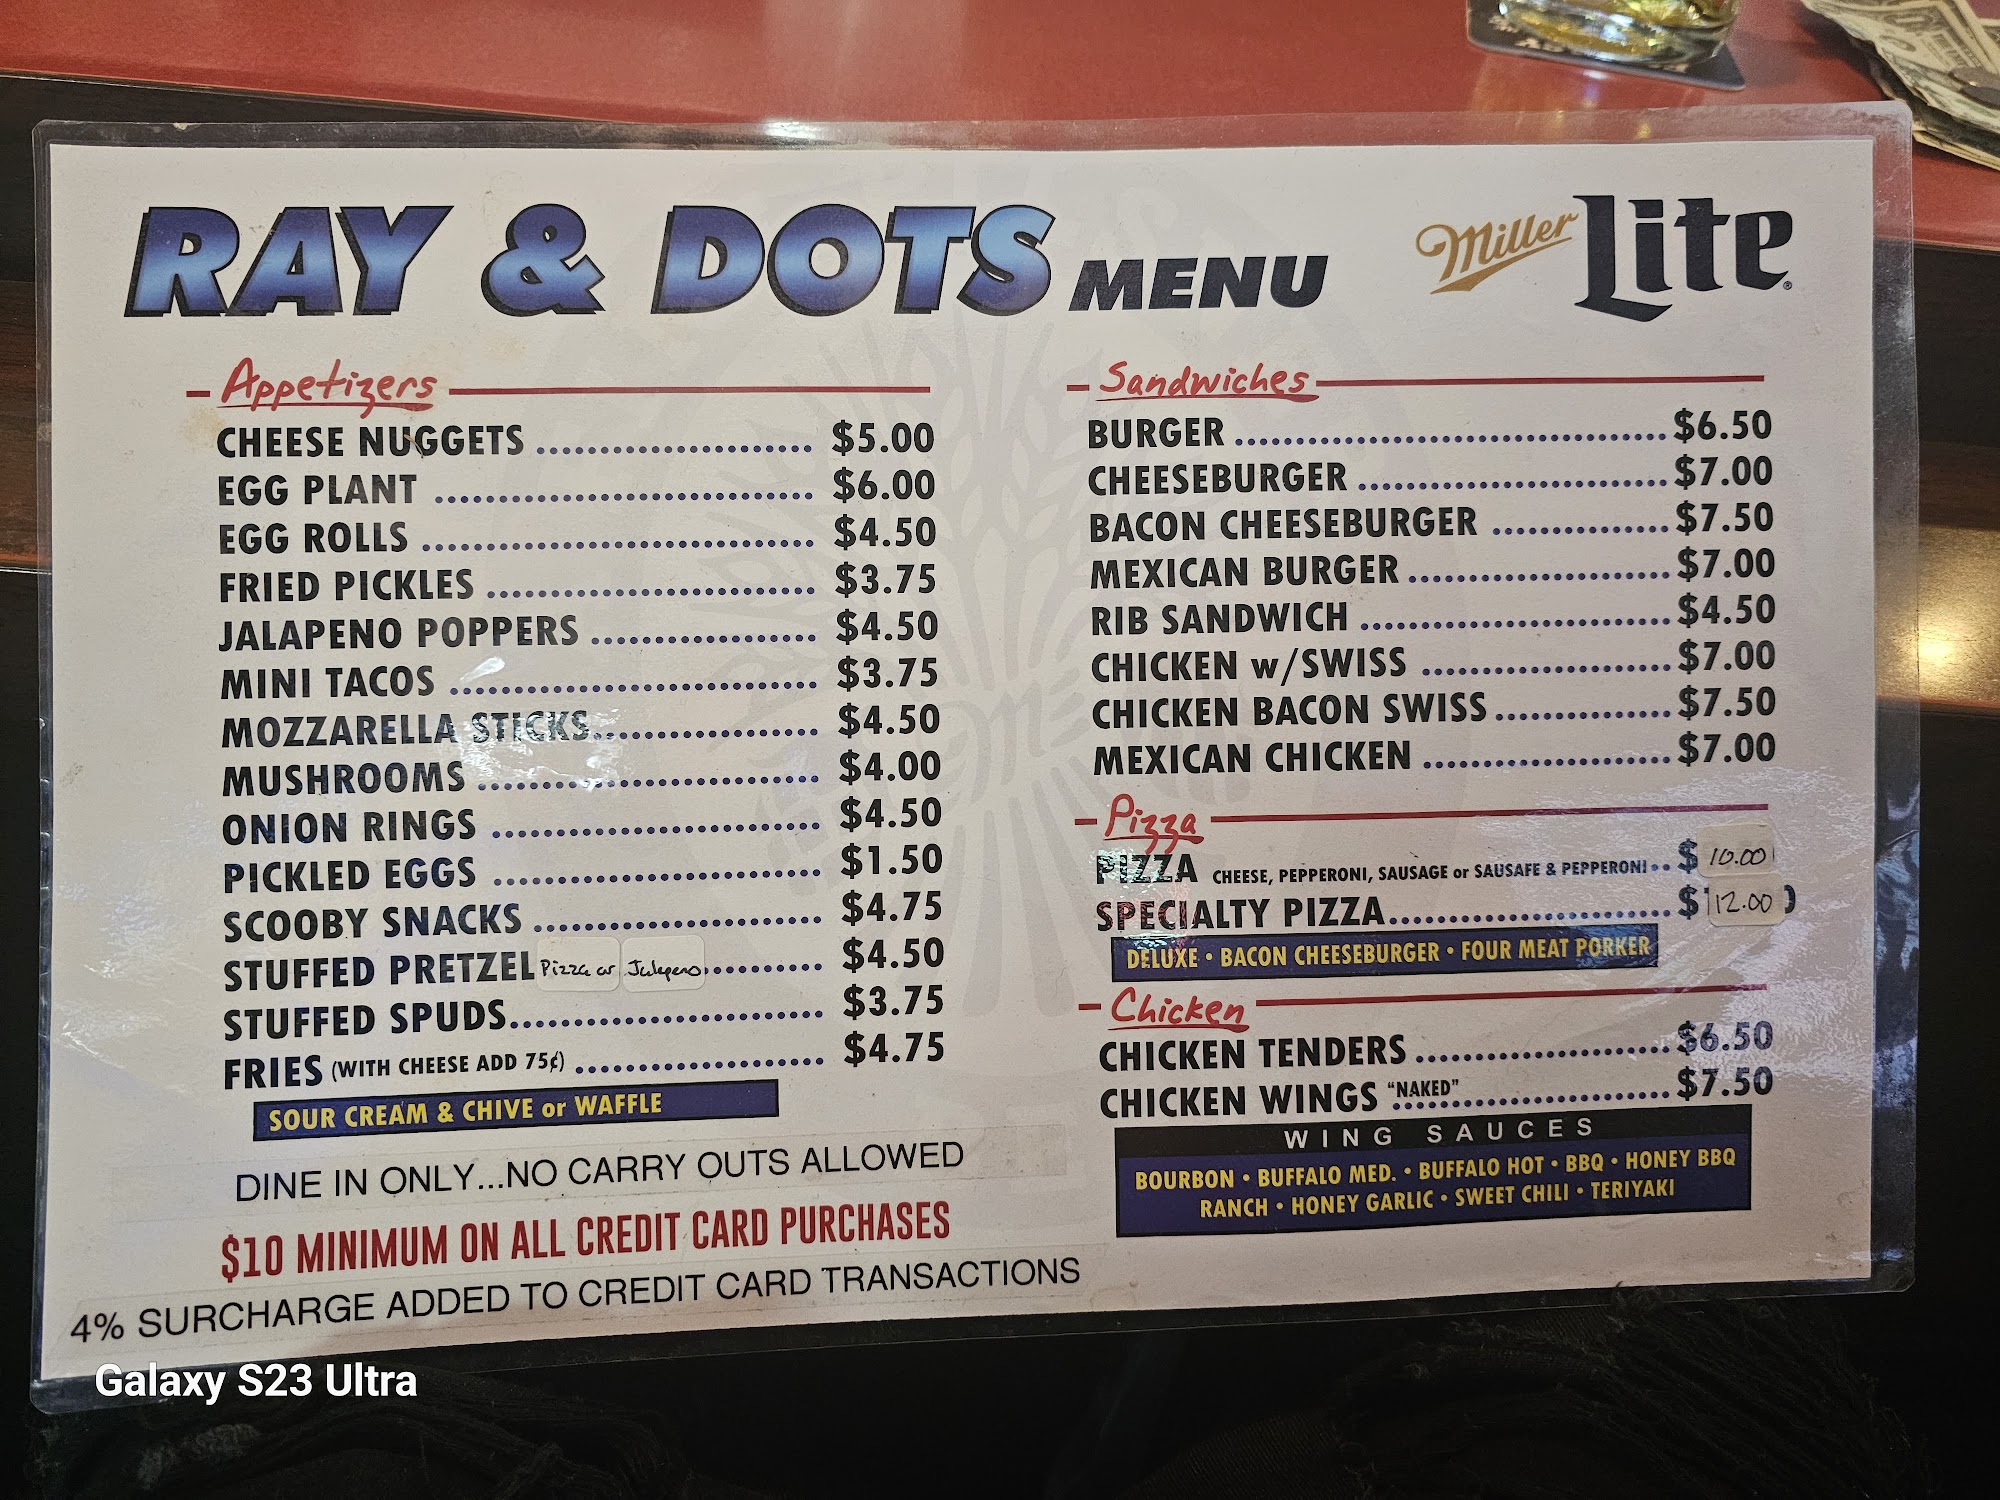 RAY & DOTS MENU
Miller Lite
Appetizers
CHEESE NUGGETS ........................ $5.00
EGG PLANT ................................ $6.00
EGG ROLLS ................................. $4.50
FRIED PICKLES ............................ $3.75
JALAPENO POPPERS ................... $4.50
MINI TACOS ............................... $3.75
MOZZARELLA STICKS................... $4.50
MUSHROOMS ............................. $4.00
ONION RINGS ............................ $4.50
PICKLED EGGS ............................ $1.50
SCOOBY SNACKS ......................... $4.75
STUFFED PRETZEL Pizza or Jalepeno .......... $4.50
STUFFED SPUDS........................... $3.75
FRIES (WITH CHEESE ADD 75¢) ..................... $4.75
SOUR CREAM & CHIVE or WAFFLE
DINE IN ONLY...NO CARRY OUTS ALLOWED
$10 MINIMUM ON ALL CREDIT CARD PURCHASES
4% SURCHARGE ADDED TO CREDIT CARD TRANSACTIONS
Sandwiches
BURGER ..................................... $6.50
CHEESEBURGER .......................... $7.00
BACON CHEESEBURGER ............... $7.50
MEXICAN BURGER ...................... $7.00
RIB SANDWICH .......................... $4.50
CHICKEN w/SWISS ..................... $7.00
CHICKEN BACON SWISS............... $7.50
MEXICAN CHICKEN ..................... $7.00
Pizza
PIZZA CHEESE, PEPPERONI, SAUSAGE or SAUSAFE & PEPPERONI .. $ 10.00
SPECIALTY PIZZA........................ $ 12.00
DELUXE • BACON CHEESEBURGER • FOUR MEAT PORKER
Chicken
CHICKEN TENDERS ...................... $6.50
CHICKEN WINGS "NAKED" ....................... $7.50
WING SAUCES
BOURBON • BUFFALO MED. • BUFFALO HOT • BBQ • HONEY BBQ
RANCH • HONEY GARLIC • SWEET CHILI • TERIYAKI
Galaxy S23 Ultra